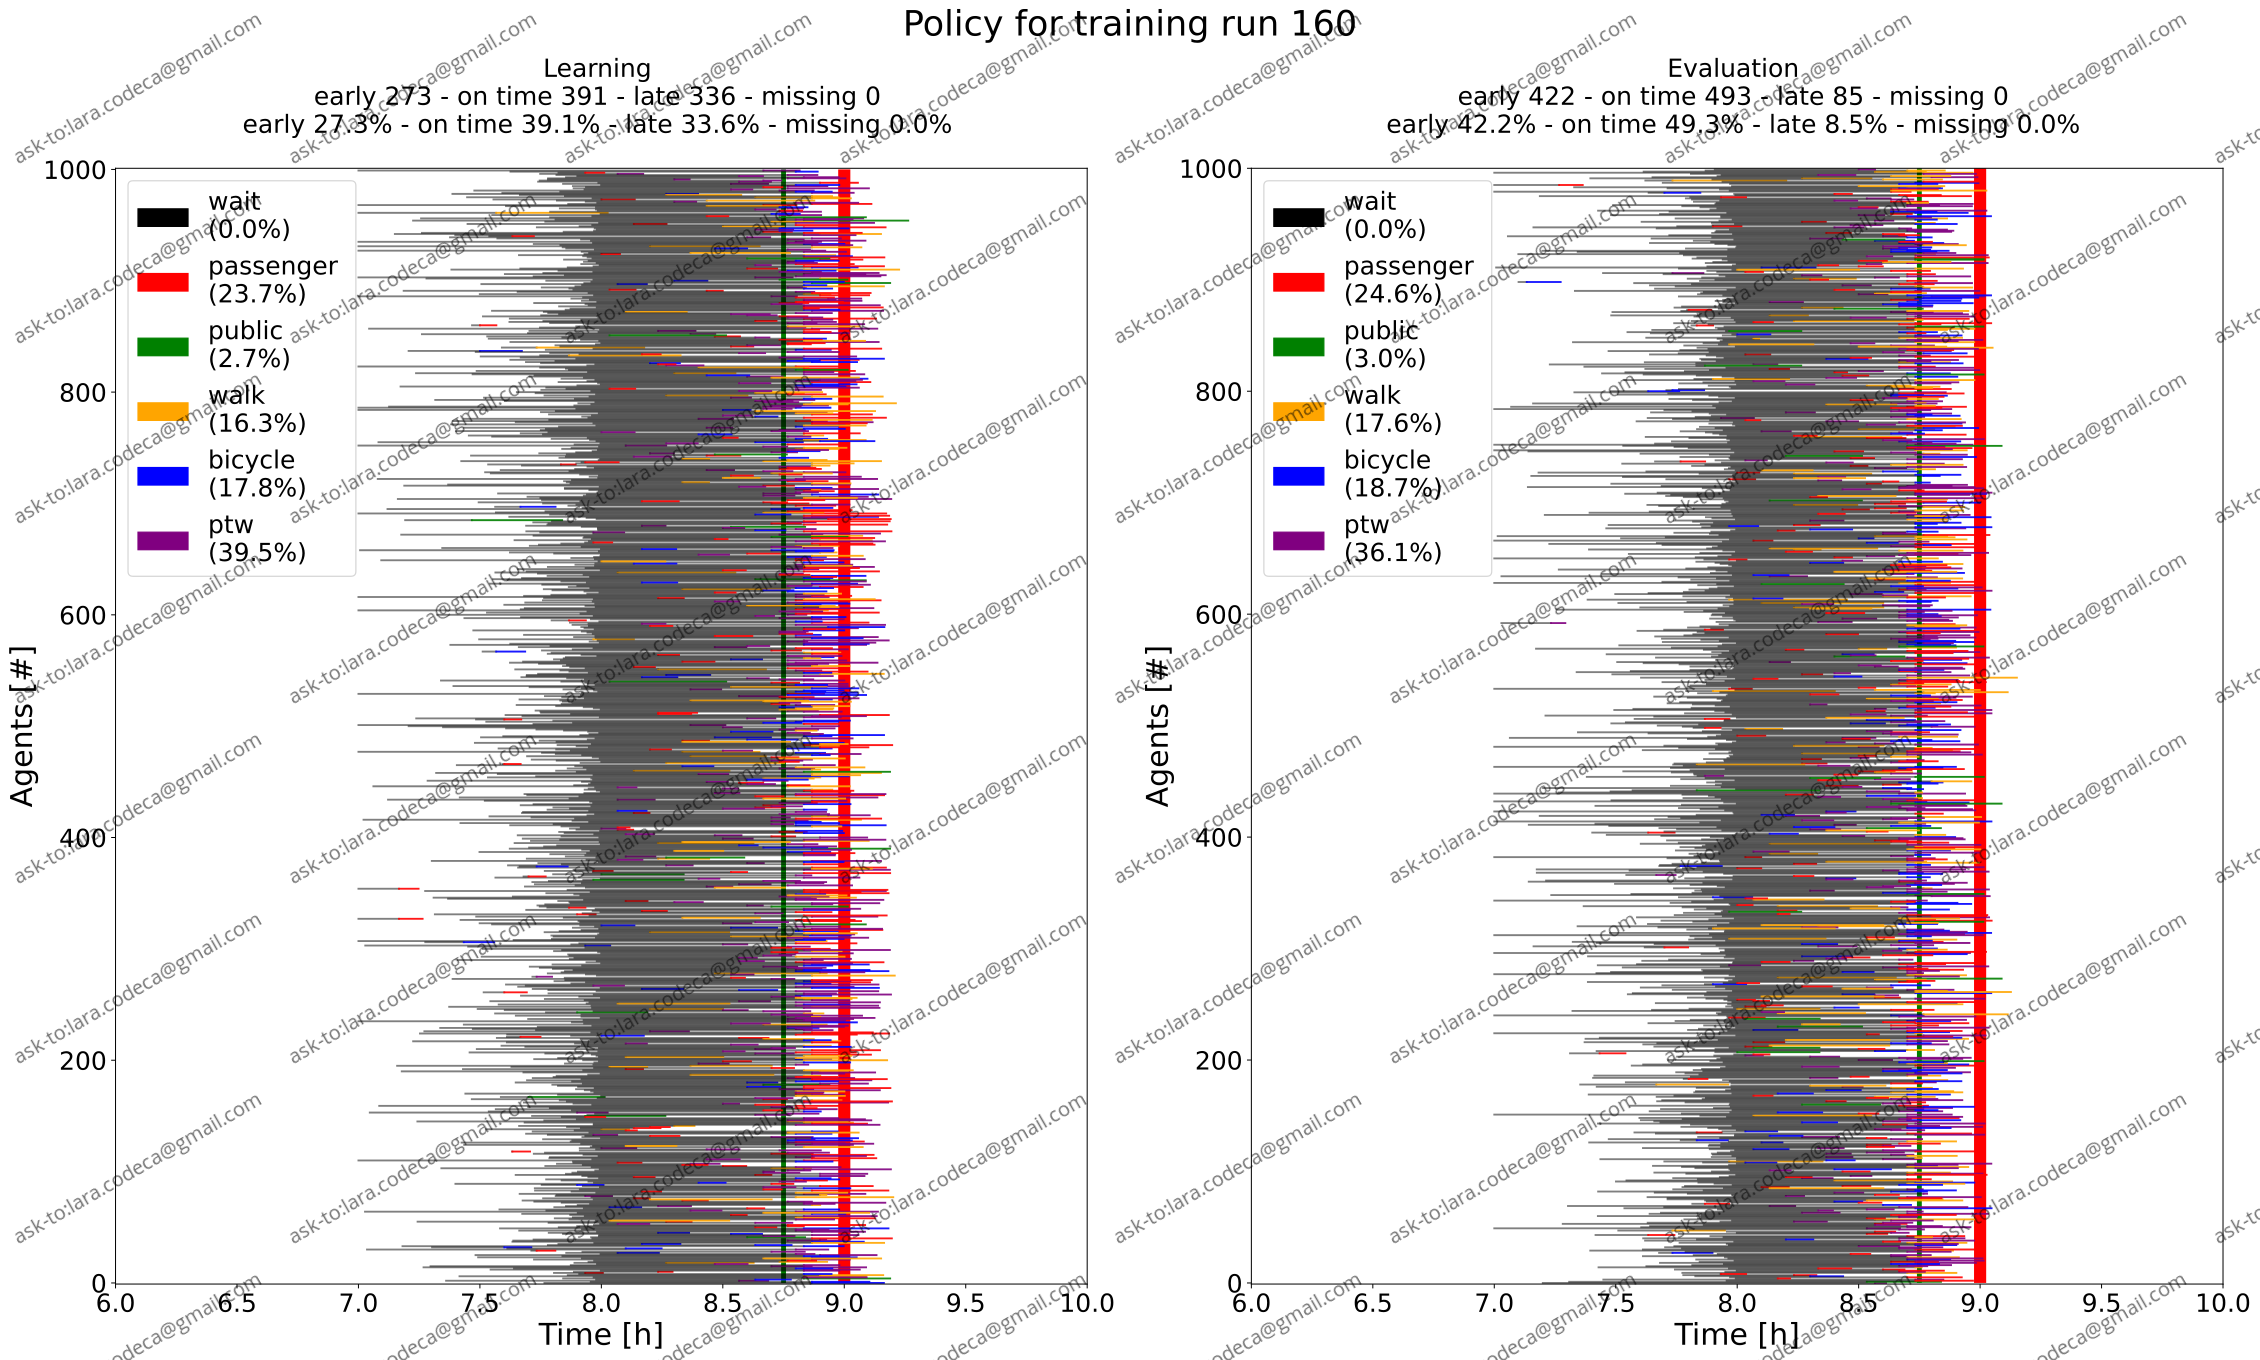 Policy for training run 160
Learning
early 273 - on time 391 - late 336 - missing 0
early 27.3% - on time 39.1% - late 33.6% - missing 0.0%
Evaluation
early 422 - on time 493 - late 85 - missing 0
early 42.2% - on time 49.3% - late 8.5% - missing 0.0%
wait
(0.0%)
passenger
(23.7%)
public
(2.7%)
walk
(16.3%)
bicycle
(17.8%)
ptw
(39.5%)
Agents [#]
1000
800
600
400
200
0
6.0 6.5 7.0 7.5 8.0 8.5 9.0 9.5 10.0
Time [h]
wait
(0.0%)
passenger
(24.6%)
public
(3.0%)
walk
(17.6%)
bicycle
(18.7%)
ptw
(36.1%)
Agents [#]
1000
800
600
400
200
0
6.0 6.5 7.0 7.5 8.0 8.5 9.0 9.5 10.0
Time [h]
ask-to:lara.codeca@gmail.com